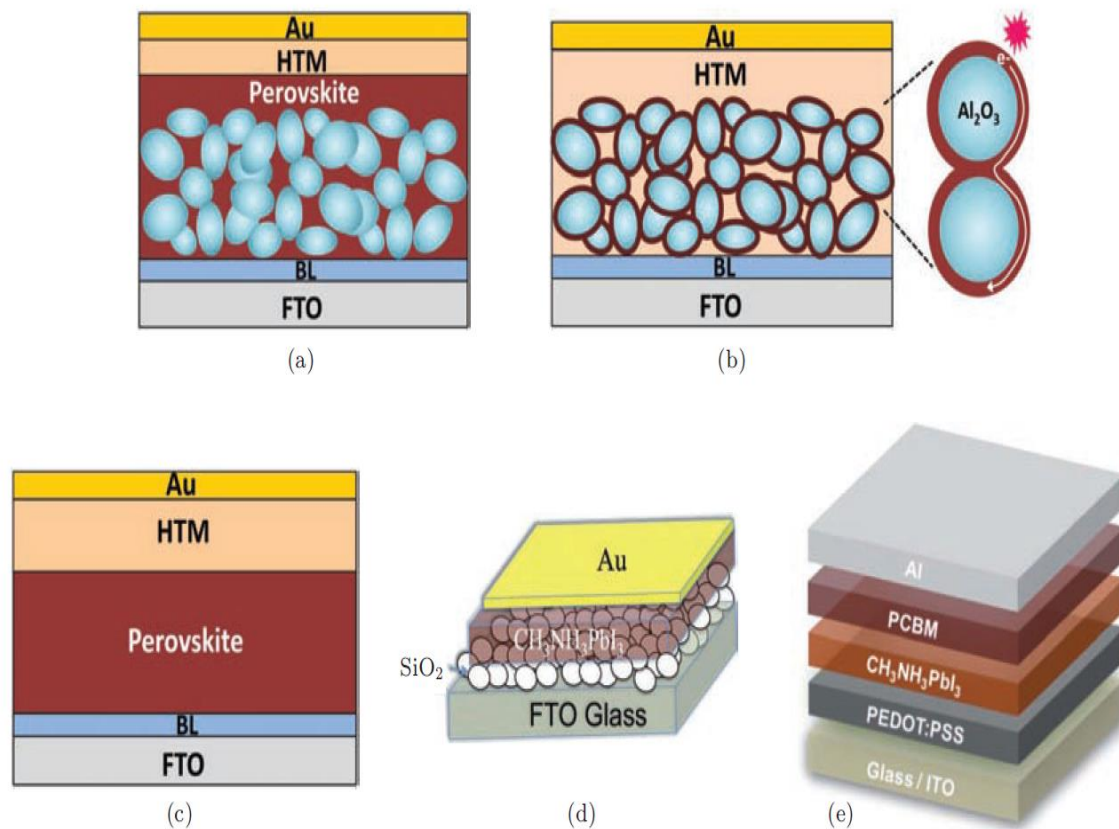 Au
HTM
Perovskite
BL
FTO
(a)
Au
HTM
BL
FTO
e-
Al₂O₃
(b)
Au
HTM
Perovskite
BL
FTO
(c)
Au
CH₃NH₃PbI₃
SiO₂
FTO Glass
(d)
Al
PCBM
CH₃NH₃PbI₃
PEDOT:PSS
Glass / ITO
(e)